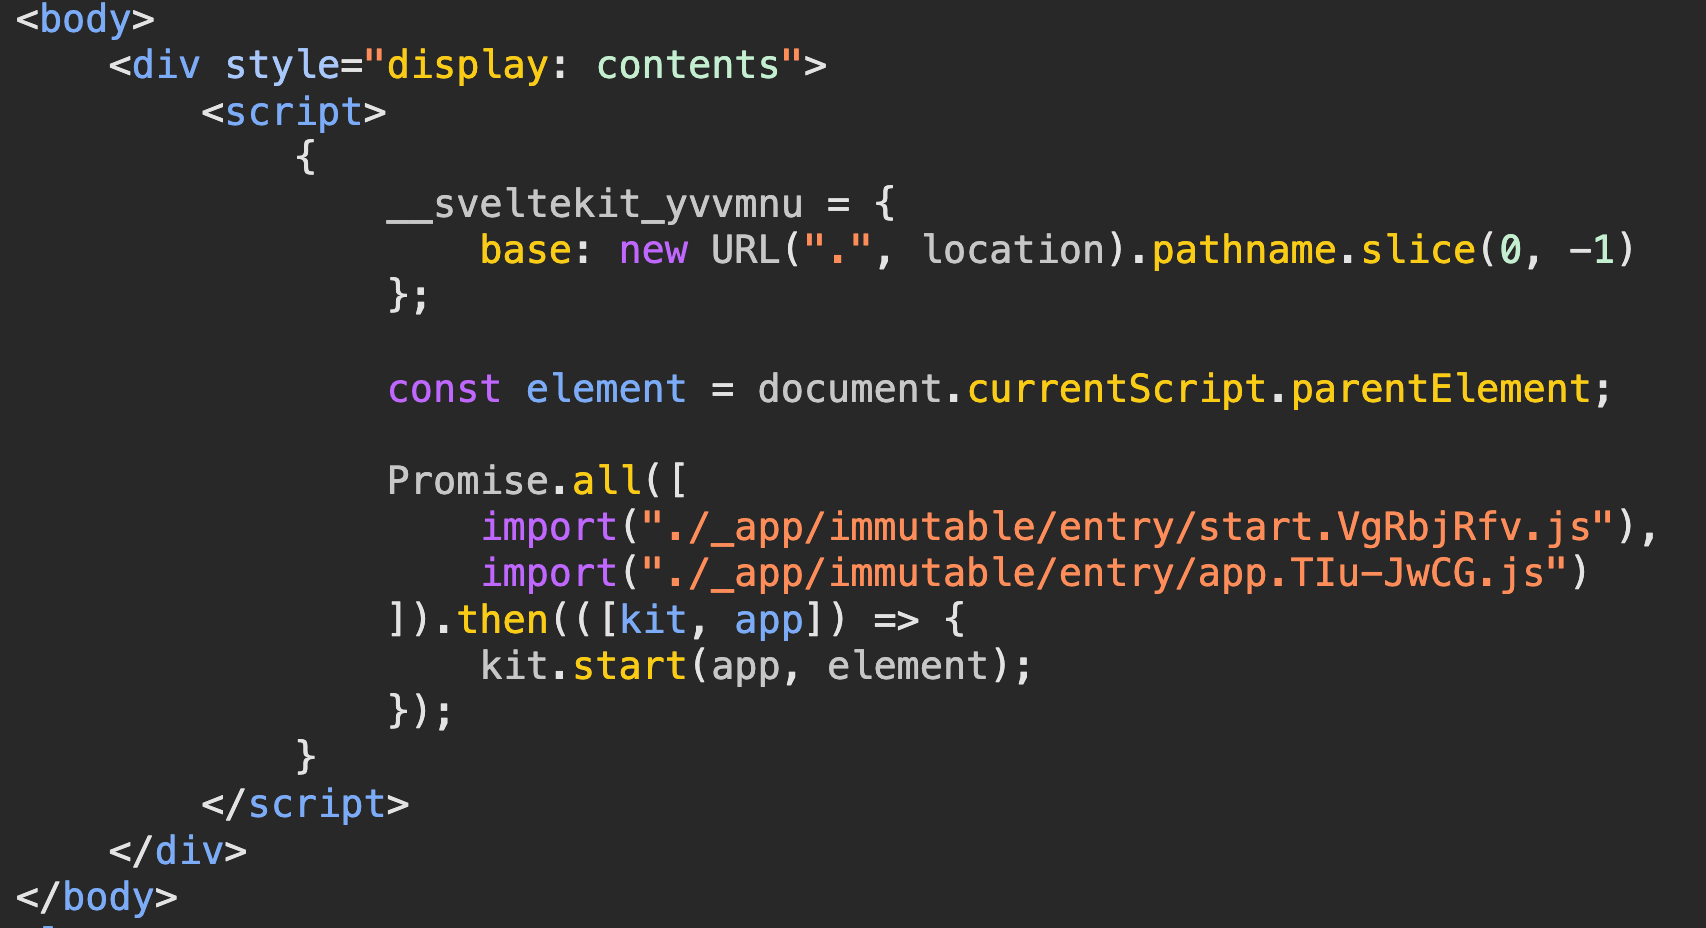 <body>
    <div style="display: contents">
        <script>
            {
                __sveltekit_yvvmnu = {
                    base: new URL(".", location).pathname.slice(0, -1)
                };

                const element = document.currentScript.parentElement;

                Promise.all([
                    import("./_app/immutable/entry/start.VgRbjRfv.js"),
                    import("./_app/immutable/entry/app.TIu-JwCG.js")
                ]).then(([kit, app]) => {
                    kit.start(app, element);
                });
            }
        </script>
    </div>
</body>